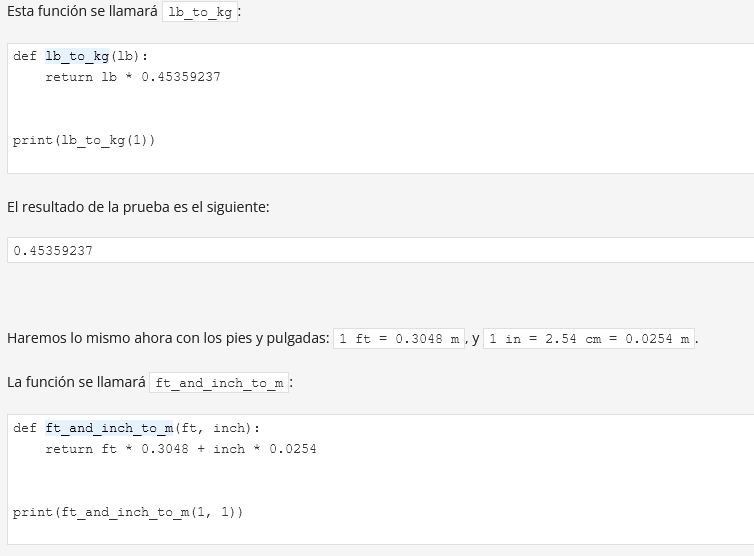 Esta función se llamará lb_to_kg:
def lb_to_kg(lb):
    return lb * 0.45359237
print(lb_to_kg(1))
El resultado de la prueba es el siguiente:
0.45359237
Haremos lo mismo ahora con los pies y pulgadas: 1 ft = 0.3048 m, y 1 in = 2.54 cm = 0.0254 m.
La función se llamará ft_and_inch_to_m:
def ft_and_inch_to_m(ft, inch):
    return ft * 0.3048 + inch * 0.0254
print(ft_and_inch_to_m(1, 1))